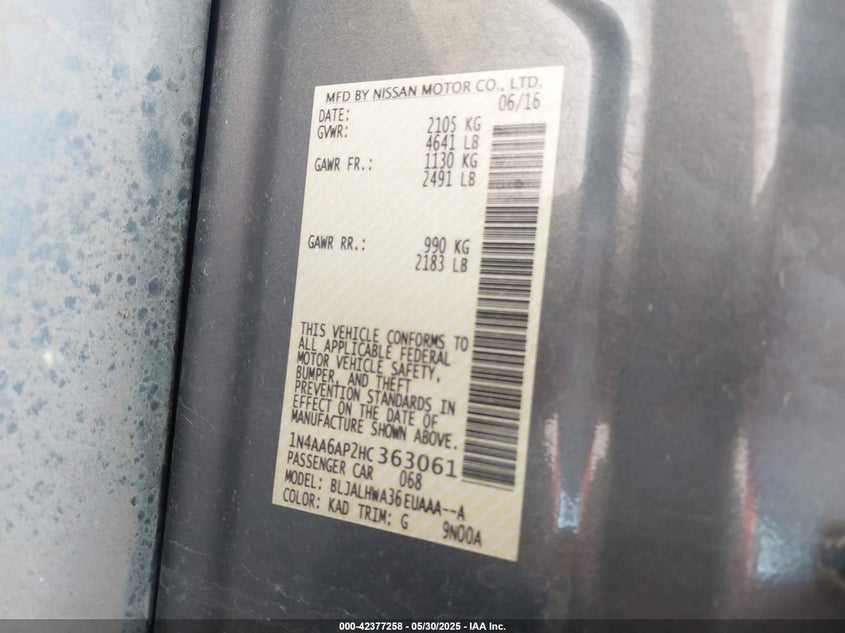 MFD BY NISSAN MOTOR CO., LTD.
DATE: 06/16
GVWR: 2105 KG
4641 LB
GAWR FR.: 1130 KG
2491 LB
GAWR RR.: 990 KG
2183 LB
THIS VEHICLE CONFORMS TO
ALL APPLICABLE FEDERAL
MOTOR VEHICLE SAFETY,
BUMPER, AND THEFT
PREVENTION STANDARDS IN
EFFECT ON THE DATE OF
MANUFACTURE SHOWN ABOVE.
1N4AA6AP2HC363061
PASSENGER CAR 068
MODEL: BLJALHWA36EUAAA--A
COLOR: KAD TRIM: G 9N00A
000-42377258 - 05/30/2025 - IAA Inc.